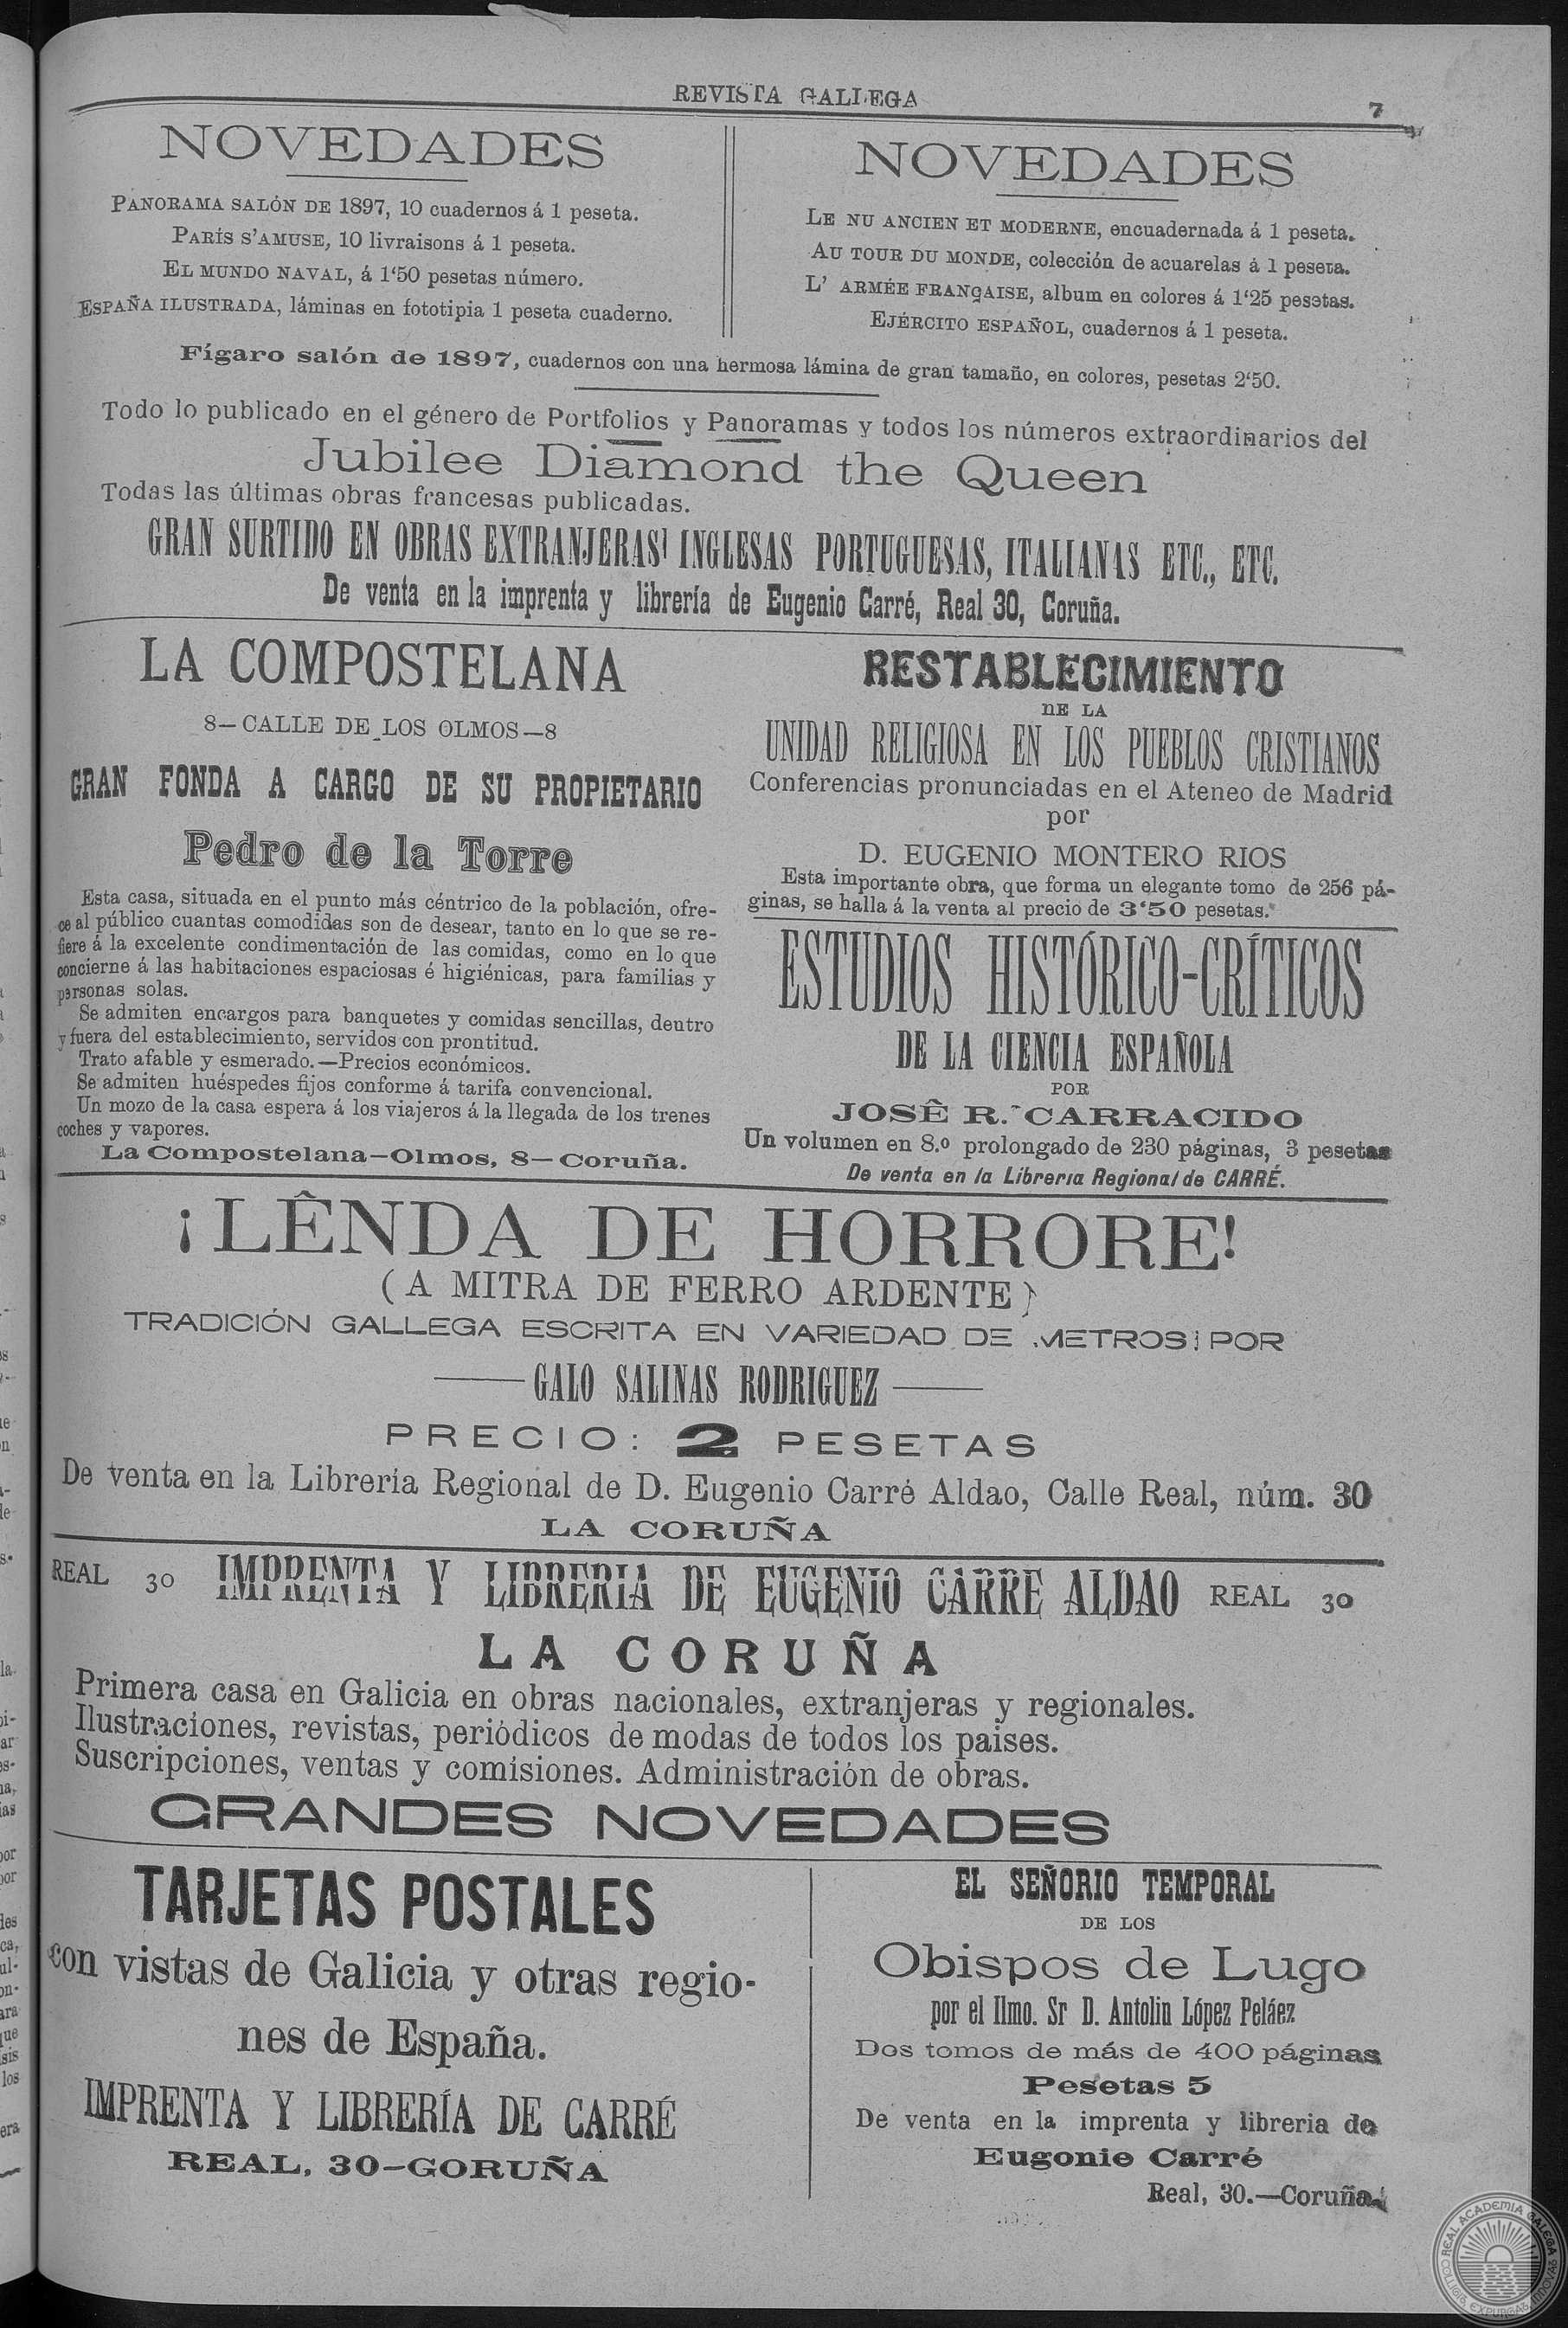 REVISTA GALLEGA
7
NOVEDADES
PANORAMA SALÓN DE 1897, 10 cuadernos á 1 peseta.
PARÍS S'AMUSE, 10 livraisons á 1 peseta.
EL MUNDO NAVAL, á 1'50 pesetas número.
ESPAÑA ILUSTRADA, láminas en fototipia 1 peseta cuaderno.
NOVEDADES
LE NU ANCIEN ET MODERNE, encuadernada á 1 peseta.
AU TOUR DU MONDE, colección de acuarelas á 1 peseta.
L' ARMÉE FRANÇAISE, album en colores á 1'25 pesetas.
EJÉRCITO ESPAÑOL, cuadernos á 1 peseta.
Fígaro salón de 1897, cuadernos con una hermosa lámina de gran tamaño, en colores, pesetas 2'50.
Todo lo publicado en el género de Portfolios y Panoramas y todos los números extraordinarios del
Jubilee Diamond the Queen
Todas las últimas obras francesas publicadas.
GRAN SURTIDO EN OBRAS EXTRANJERAS' INGLESAS PORTUGUESAS, ITALIANAS ETC., ETC.
De venta en la imprenta y librería de Eugenio Carré, Real 30, Coruña.
LA COMPOSTELANA
8—CALLE DE LOS OLMOS—8
GRAN FONDA A CARGO DE SU PROPIETARIO
Pedro de la Torre
Esta casa, situada en el punto más céntrico de la población, ofre-
ce al público cuantas comodidas son de desear, tanto en lo que se re-
fiere á la excelente condimentación de las comidas, como en lo que
concierne á las habitaciones espaciosas é higiénicas, para familias y
personas solas.
Se admiten encargos para banquetes y comidas sencillas, dentro
y fuera del establecimiento, servidos con prontitud.
Trato afable y esmerado.—Precios económicos.
Se admiten huéspedes fijos conforme á tarifa convencional.
Un mozo de la casa espera á los viajeros á la llegada de los trenes
coches y vapores.
La Compostelana—Olmos, 8—Coruña.
RESTABLECIMIENTO
DE LA
UNIDAD RELIGIOSA EN LOS PUEBLOS CRISTIANOS
Conferencias pronunciadas en el Ateneo de Madrid
por
D. EUGENIO MONTERO RIOS
Esta importante obra, que forma un elegante tomo de 256 pá-
ginas, se halla á la venta al precio de 3'50 pesetas.
ESTUDIOS HISTÓRICO-CRÍTICOS
DE LA CIENCIA ESPAÑOLA
POR
JOSÊ R. CARRACIDO
Un volumen en 8.º prolongado de 230 páginas, 3 pesetas
De venta en la Libreria Regional de CARRÉ.
¡LÊNDA DE HORRORE!
(A MITRA DE FERRO ARDENTE)
TRADICIÓN GALLEGA ESCRITA EN VARIEDAD DE METROS POR
GALO SALINAS RODRIGUEZ
PRECIO: 2 PESETAS
De venta en la Librería Regional de D. Eugenio Carré Aldao, Calle Real, núm. 30
LA CORUÑA
REAL 30 IMPRENTA Y LIBRERIA DE EUGENIO CARRE ALDAO REAL 30
LA CORUÑA
Primera casa en Galicia en obras nacionales, extranjeras y regionales.
Ilustraciones, revistas, periódicos de modas de todos los paises.
Suscripciones, ventas y comisiones. Administración de obras.
GRANDES NOVEDADES
TARJETAS POSTALES
con vistas de Galicia y otras regio-
nes de España.
IMPRENTA Y LIBRERÍA DE CARRÉ
REAL, 30-GORUÑA
EL SEÑORIO TEMPORAL
DE LOS
Obispos de Lugo
por el Ilmo. Sr D. Antolin López Peláez
Dos tomos de más de 400 páginas
Pesetas 5
De venta en la imprenta y libreria de
Eugonie Carré
Real, 30.—Coruña.
REAL ACADEMIA GALEGA
COLLIGIT, EXPURGAT, INNOVAT